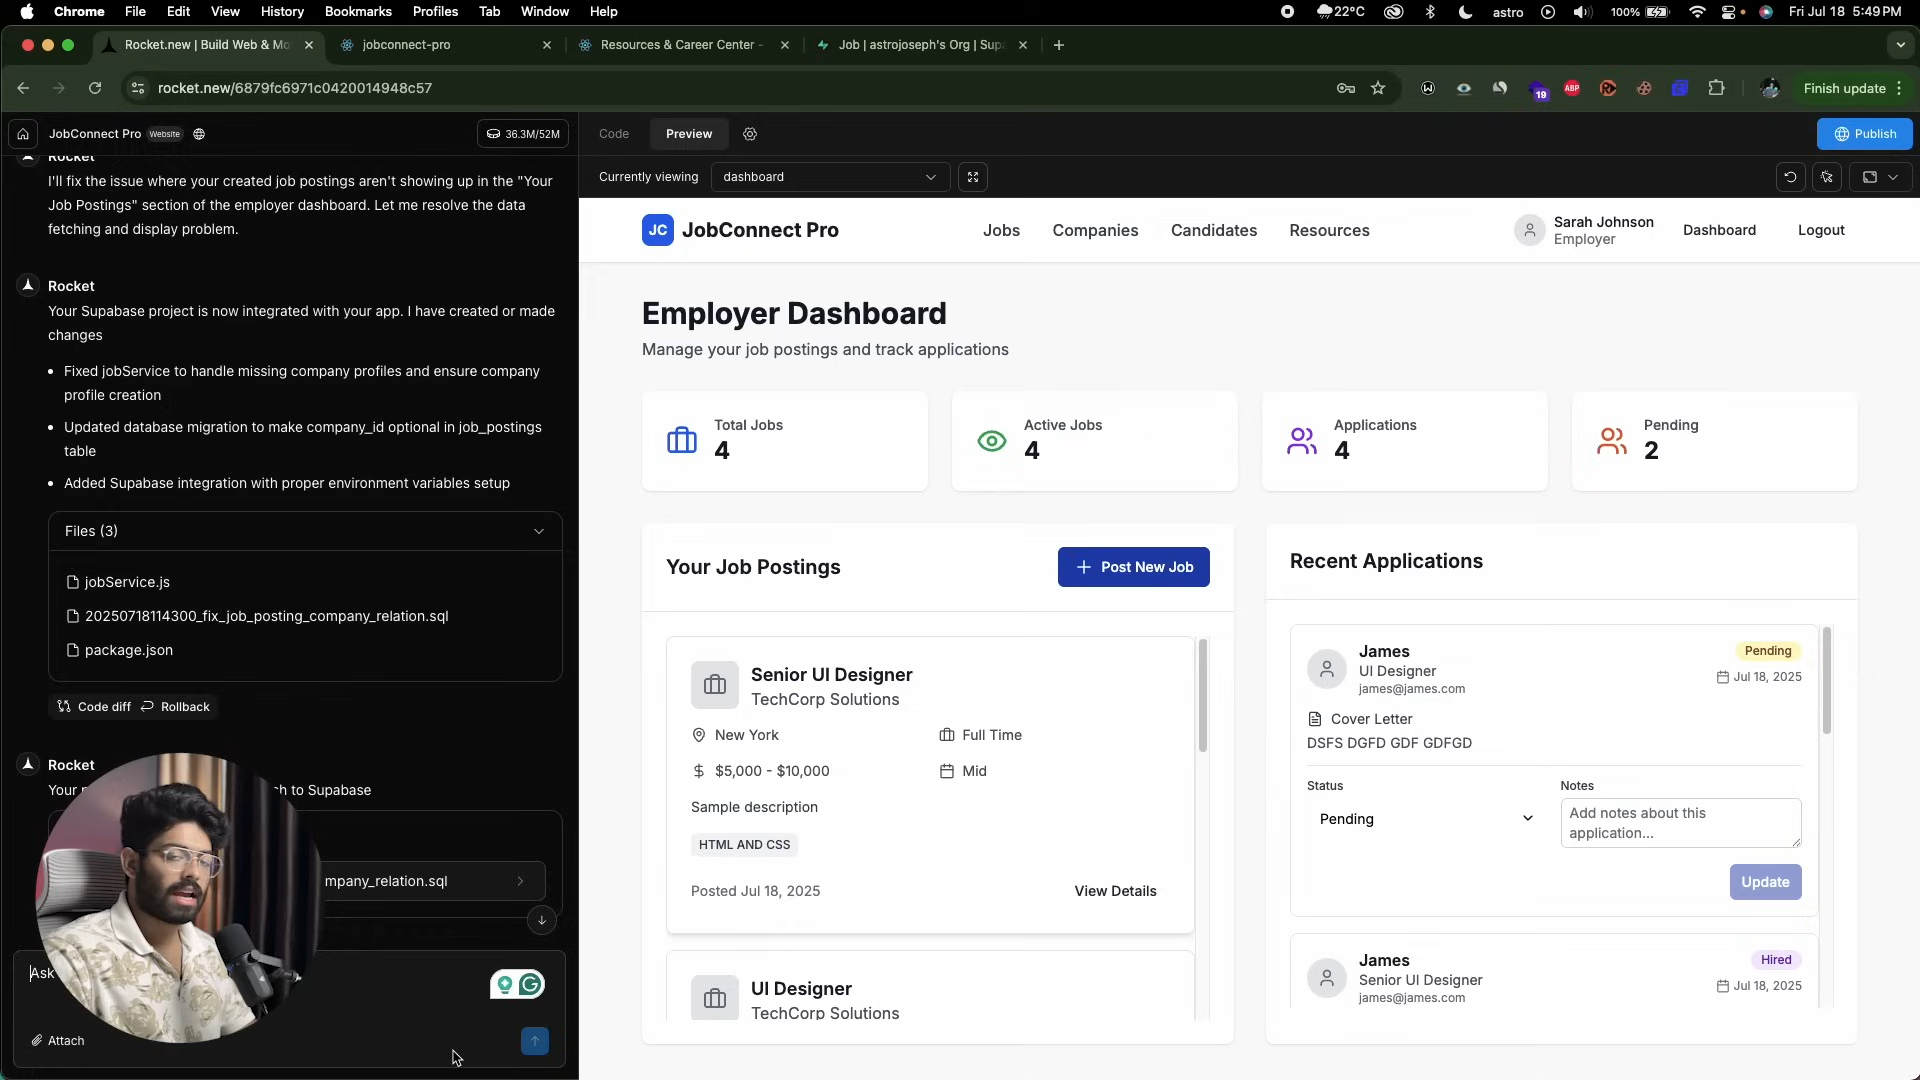 Chrome File Edit View History Bookmarks Profiles Tab Window Help
22°C astro 100% Fri Jul 18 5:49 PM
Rocket.new | Build Web & Mo
jobconnect-pro
Resources & Career Center -
Job | astrojoseph's Org | Supa
rocket.new/6879fc6971c0420014948c57
19
ABP
Finish update
JobConnect Pro Website
36.3M/52M
Code Preview
Publish
Currently viewing dashboard
Rocket
I'll fix the issue where your created job postings aren't showing up in the "Your
Job Postings" section of the employer dashboard. Let me resolve the data
fetching and display problem.
Rocket
Your Supabase project is now integrated with your app. I have created or made
changes
• Fixed jobService to handle missing company profiles and ensure company
profile creation
• Updated database migration to make company_id optional in job_postings
table
• Added Supabase integration with proper environment variables setup
Files (3)
jobService.js
20250718114300_fix_job_posting_company_relation.sql
package.json
Code diff Rollback
Rocket
Your
to Supabase
mpany_relation.sql
Ask
Attach
JC JobConnect Pro
Jobs Companies Candidates Resources
Sarah Johnson
Employer
Dashboard Logout
Employer Dashboard
Manage your job postings and track applications
Total Jobs
4
Active Jobs
4
Applications
4
Pending
2
Your Job Postings
+ Post New Job
Senior UI Designer
TechCorp Solutions
New York Full Time
$5,000 - $10,000 Mid
Sample description
HTML AND CSS
Posted Jul 18, 2025 View Details
UI Designer
TechCorp Solutions
Recent Applications
James
Pending
UI Designer
Jul 18, 2025
james@james.com
Cover Letter
DSFS DGFD GDF GDFGD
Status Notes
Pending
Add notes about this
application...
Update
James
Hired
Senior UI Designer
Jul 18, 2025
james@james.com